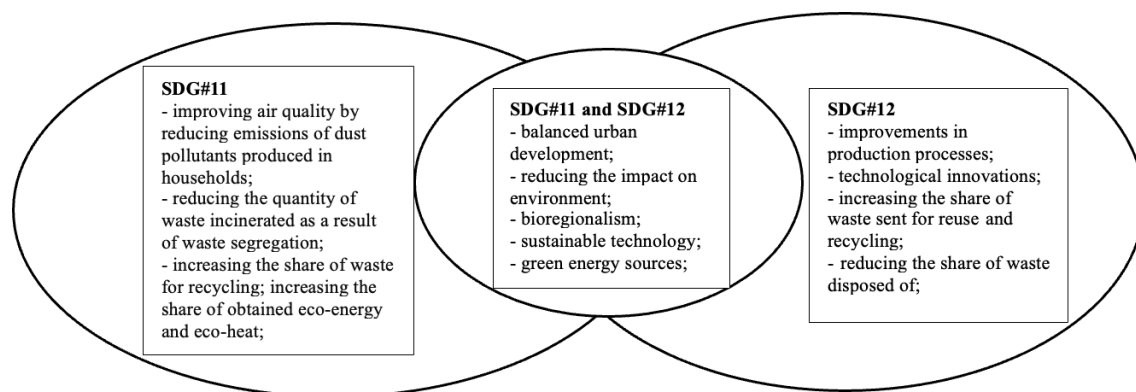 SDG#11
- improving air quality by
reducing emissions of dust
pollutants produced in
households;
- reducing the quantity of
waste incinerated as a result
of waste segregation;
- increasing the share of waste
for recycling; increasing the
share of obtained eco-energy
and eco-heat;
SDG#11 and SDG#12
- balanced urban
development;
- reducing the impact on
environment;
- bioregionalism;
- sustainable technology;
- green energy sources;
SDG#12
- improvements in
production processes;
- technological innovations;
- increasing the share of
waste sent for reuse and
recycling;
- reducing the share of waste
disposed of;